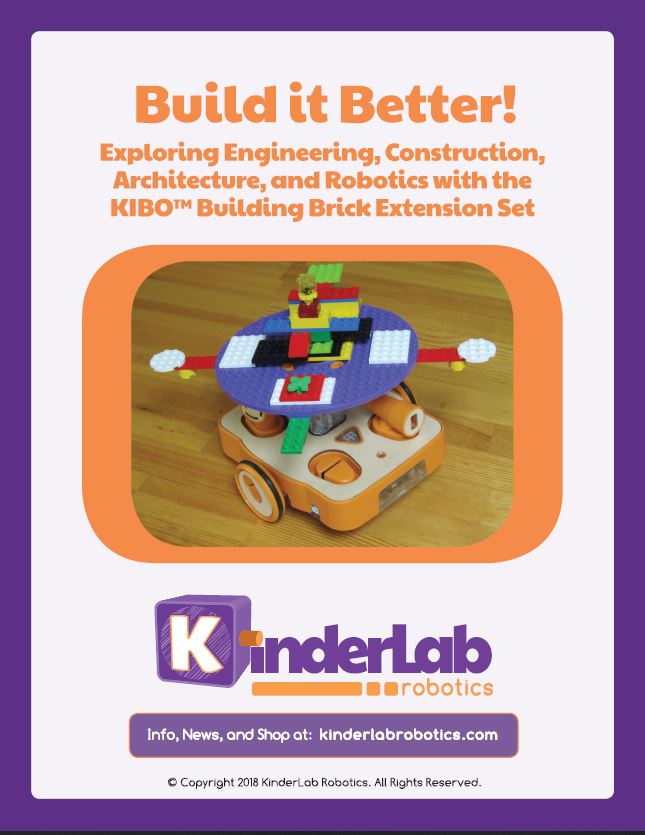 Build it Better!
Exploring Engineering, Construction,
Architecture, and Robotics with the
KIBO™ Building Brick Extension Set
KinderLab
robotics
Info, News, and Shop at: kinderlabrobotics.com
© Copyright 2018 KinderLab Robotics. All Rights Reserved.